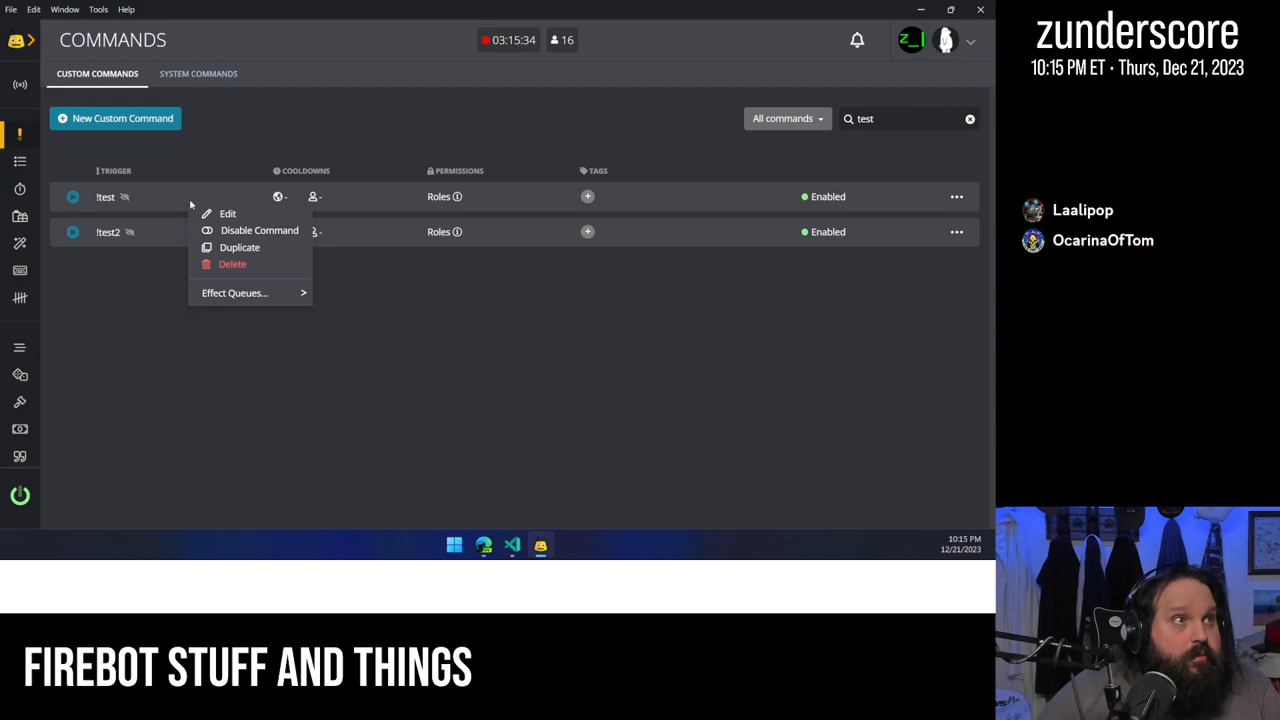 File Edit Window Tools Help
COMMANDS
03:15:34
16
z_|
CUSTOM COMMANDS SYSTEM COMMANDS
New Custom Command
All commands
test
TRIGGER COOLDOWNS PERMISSIONS TAGS
!test - - Roles Enabled
!test2 - Roles Enabled
Edit
Disable Command
Duplicate
Delete
Effect Queues... >
10:15 PM
12/21/2023
zunderscore
10:15 PM ET • Thurs, Dec 21, 2023
Laalipop
OcarinaOfTom
FIREBOT STUFF AND THINGS